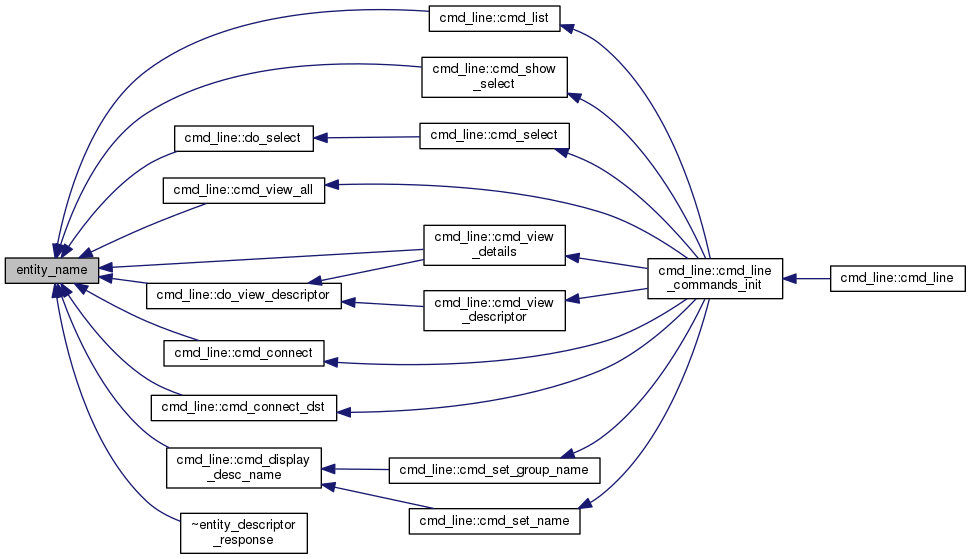 cmd_line::cmd_list
cmd_line::cmd_show
_select
cmd_line::do_select
cmd_line::cmd_select
cmd_line::cmd_view_all
entity_name
cmd_line::cmd_view
_details
cmd_line::do_view_descriptor
cmd_line::cmd_view
_descriptor
cmd_line::cmd_line
_commands_init
cmd_line::cmd_line
cmd_line::cmd_connect
cmd_line::cmd_connect_dst
cmd_line::cmd_display
_desc_name
cmd_line::cmd_set_group_name
cmd_line::cmd_set_name
~entity_descriptor
_response